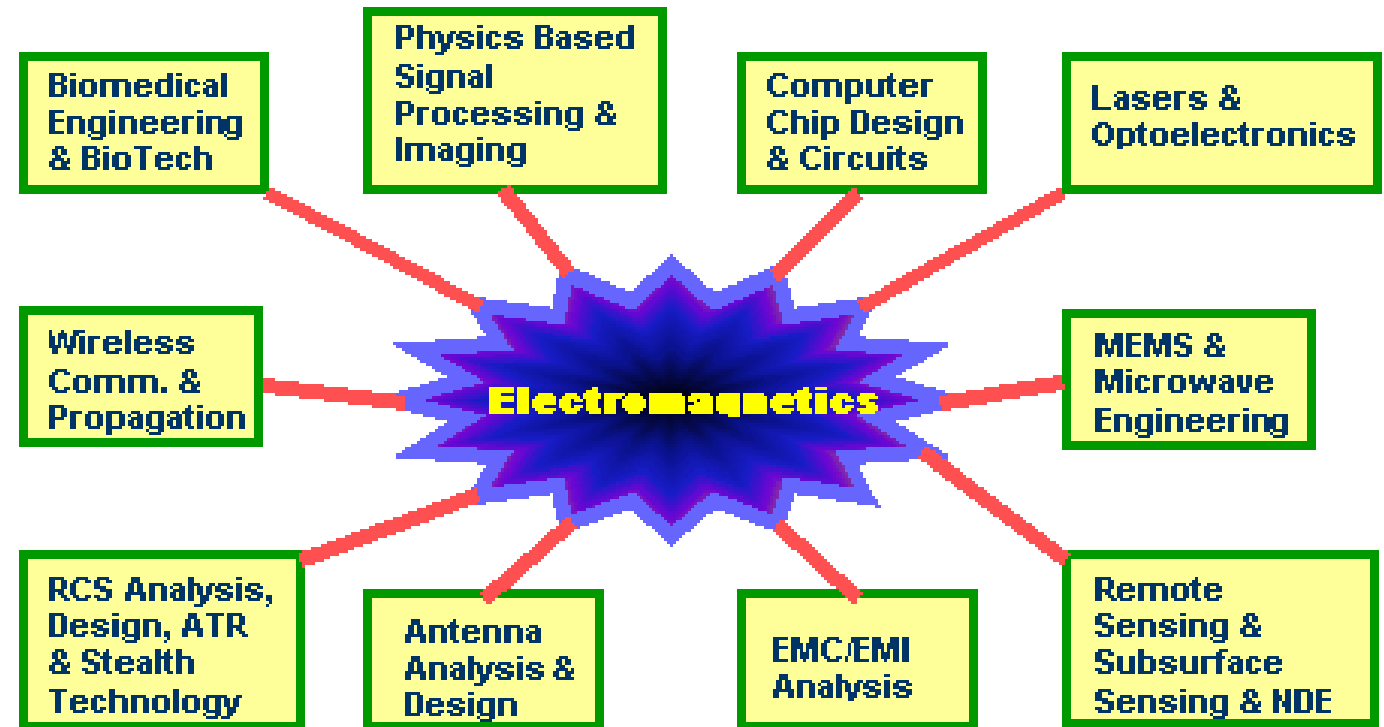 Biomedical
Engineering
& BioTech
Physics Based
Signal
Processing &
Imaging
Computer
Chip Design
& Circuits
Lasers &
Optoelectronics
Wireless
Comm. &
Propagation
Electromagnetics
MEMS &
Microwave
Engineering
RCS Analysis,
Design, ATR
& Stealth
Technology
Antenna
Analysis &
Design
EMC/EMI
Analysis
Remote
Sensing &
Subsurface
Sensing & NDE